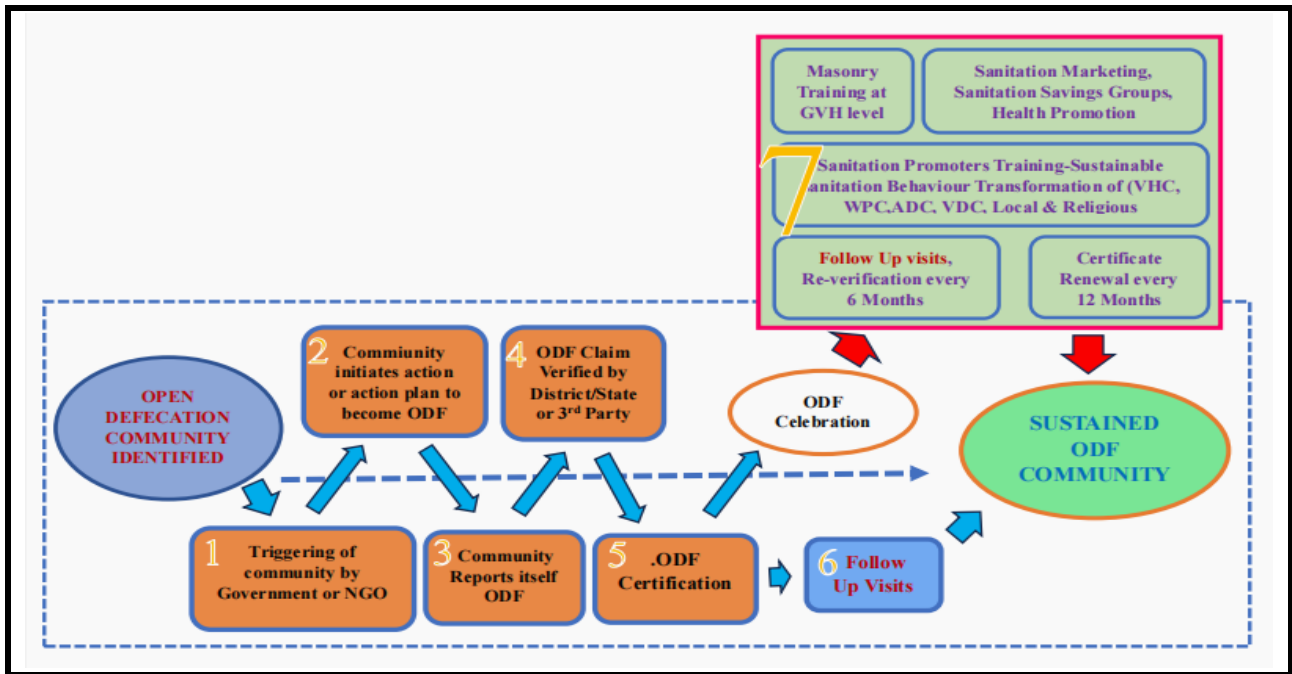 Masonry
Training at
GVH level
Sanitation Marketing,
Sanitation Savings Groups,
Health Promotion
7
Sanitation Promoters Training-Sustainable
anitation Behaviour Transformation of (VHC,
WPC,ADC, VDC, Local & Religious
Follow Up visits,
Re-verification every
6 Months
Certificate
Renewal every
12 Months
OPEN
DEFECATION
COMMUNITY
IDENTIFIED
1
Triggering of
community by
Government or NGO
2
Commiunity
initiates action
or action plan to
become ODF
3
Community
Reports itself
ODF
4
ODF Claim
Verified by
District/State
or 3rd Party
5
.ODF
Certification
ODF
Celebration
6
Follow
Up Visits
SUSTAINED
ODF
COMMUNITY